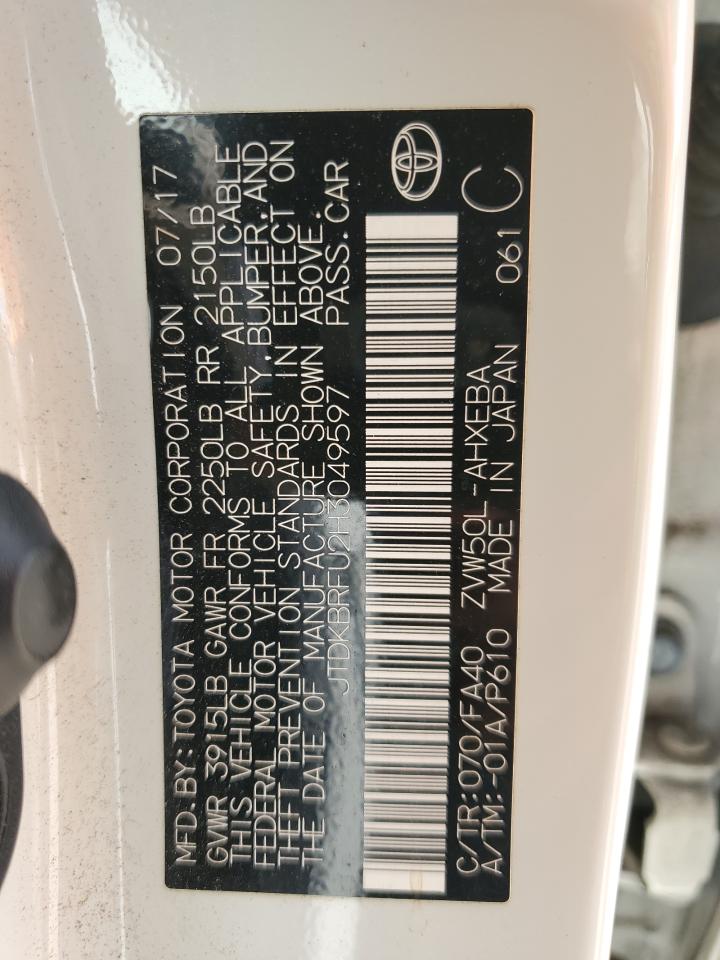 MFD.BY:TOYOTA MOTOR CORPORATION 07/17
GVWR 3915LB GAWR FR 2250LB RR 2150LB
THIS VEHICLE CONFORMS TO ALL APPLICABLE
FEDERAL MOTOR VEHICLE SAFETY,BUMPER,AND
THEFT PREVENTION STANDARDS IN EFFECT ON
THE DATE OF MANUFACTURE SHOWN ABOVE.
JTDKBRFU2H3049597 PASS.CAR
C/TR:070/FA40 ZVW50L-AHXEBA
A/TM:-01A/P610 MADE IN JAPAN 061
C